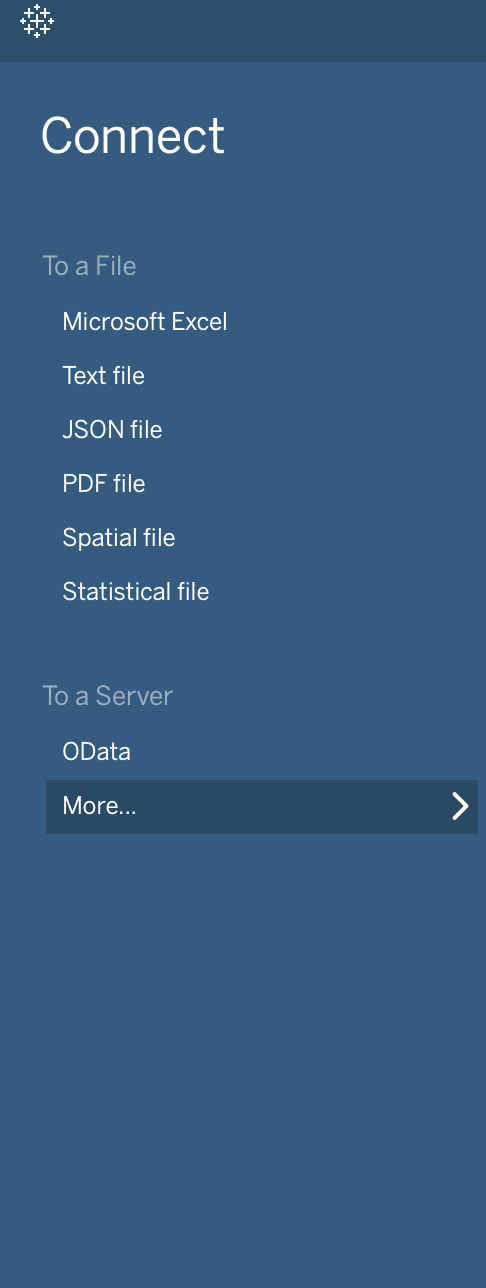 Connect
To a File
Microsoft Excel
Text file
JSON file
PDF file
Spatial file
Statistical file
To a Server
OData
More...